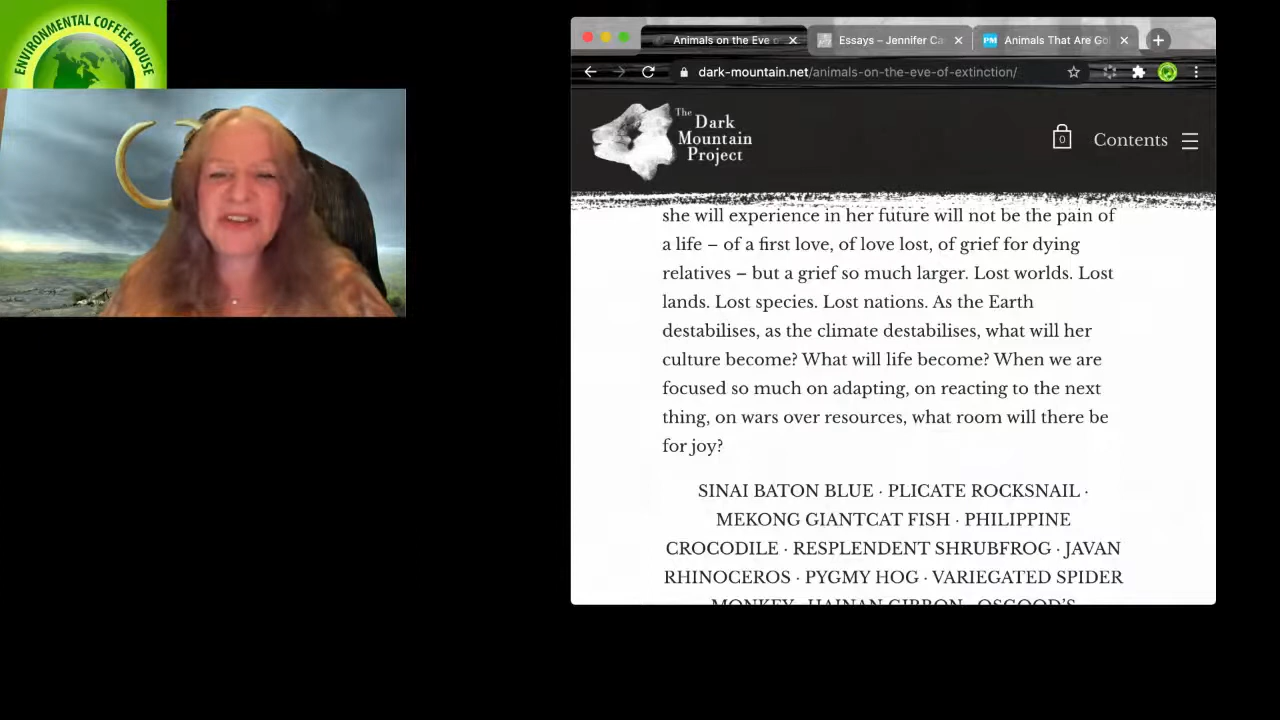 ENVIRONMENTAL COFFEE HOUSE
Animals on the Eve o
Essays – Jennifer Ca
PM
Animals That Are Go
dark-mountain.net/animals-on-the-eve-of-extinction/
The
Dark
Mountain
Project
0
Contents
she will experience in her future will not be the pain of
a life – of a first love, of love lost, of grief for dying
relatives – but a grief so much larger. Lost worlds. Lost
lands. Lost species. Lost nations. As the Earth
destabilises, as the climate destabilises, what will her
culture become? What will life become? When we are
focused so much on adapting, on reacting to the next
thing, on wars over resources, what room will there be
for joy?
SINAI BATON BLUE · PLICATE ROCKSNAIL ·
MEKONG GIANTCAT FISH · PHILIPPINE
CROCODILE · RESPLENDENT SHRUBFROG · JAVAN
RHINOCEROS · PYGMY HOG · VARIEGATED SPIDER
MONKEY · HAINAN GIBBON · OSGOOD'S